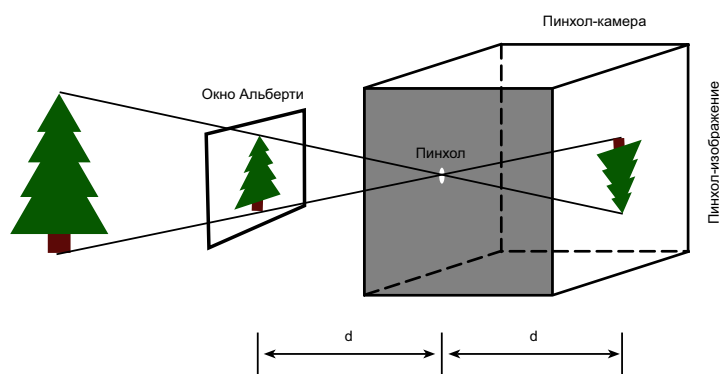 Пинхол-камера
Окно Альберти
Пинхол
Пинхол-изображение
d
d